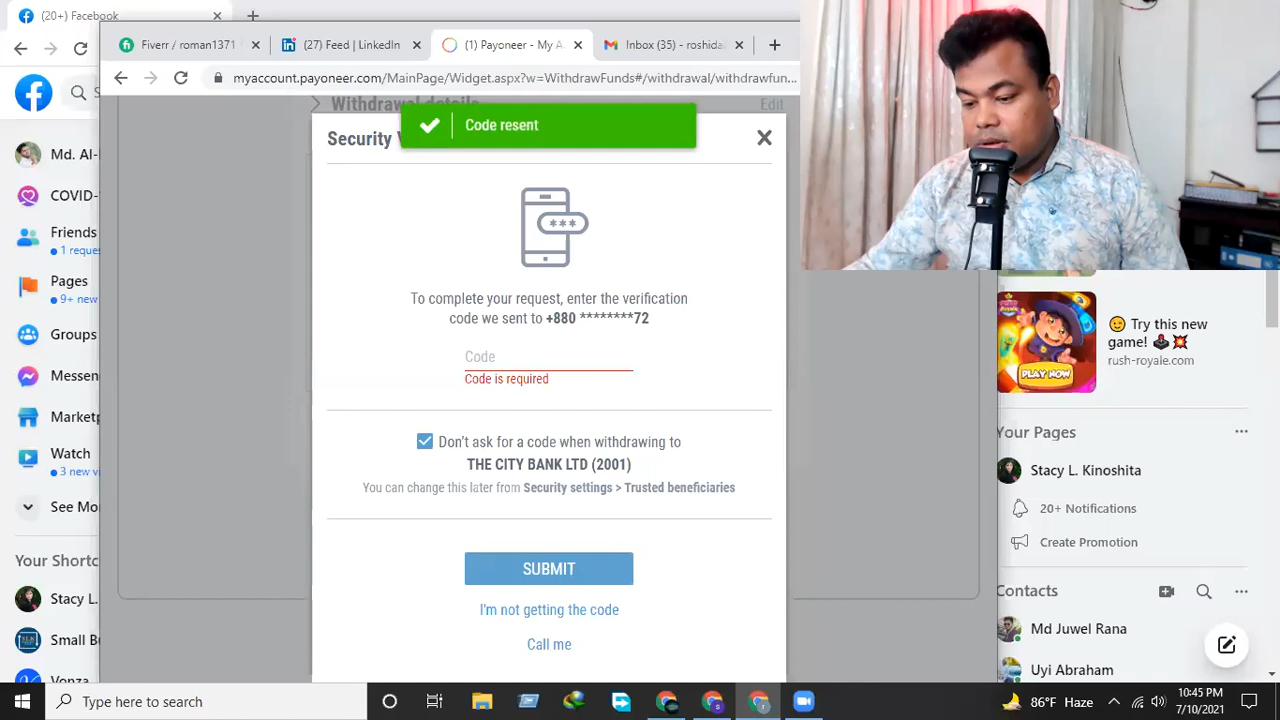 (20+) Facebook
Fiverr / roman1371
(27) Feed | LinkedIn
(1) Payoneer - My A
Inbox (35) - roshida
myaccount.payoneer.com/MainPage/Widget.aspx?w=WithdrawFunds#/withdrawal/withdrawfun...
S
Md. Al-
COVID-
Friends
1 reques
Pages
9+ new
Groups
Messen
Marketp
Watch
3 new vi
See Mo
Your Shortc
Stacy L.
Small Bu
Vonza
Withdrawal details
Edit
Code resent
Security
To complete your request, enter the verification
code we sent to +880 ********72
Code
Code is required
Don't ask for a code when withdrawing to
THE CITY BANK LTD (2001)
You can change this later from Security settings > Trusted beneficiaries
SUBMIT
I'm not getting the code
Call me
PLAY NOW
Try this new
game!
rush-royale.com
Your Pages
Stacy L. Kinoshita
20+ Notifications
Create Promotion
Contacts
Md Juwel Rana
Uyi Abraham
Type here to search
86°F Haze
10:45 PM
7/10/2021